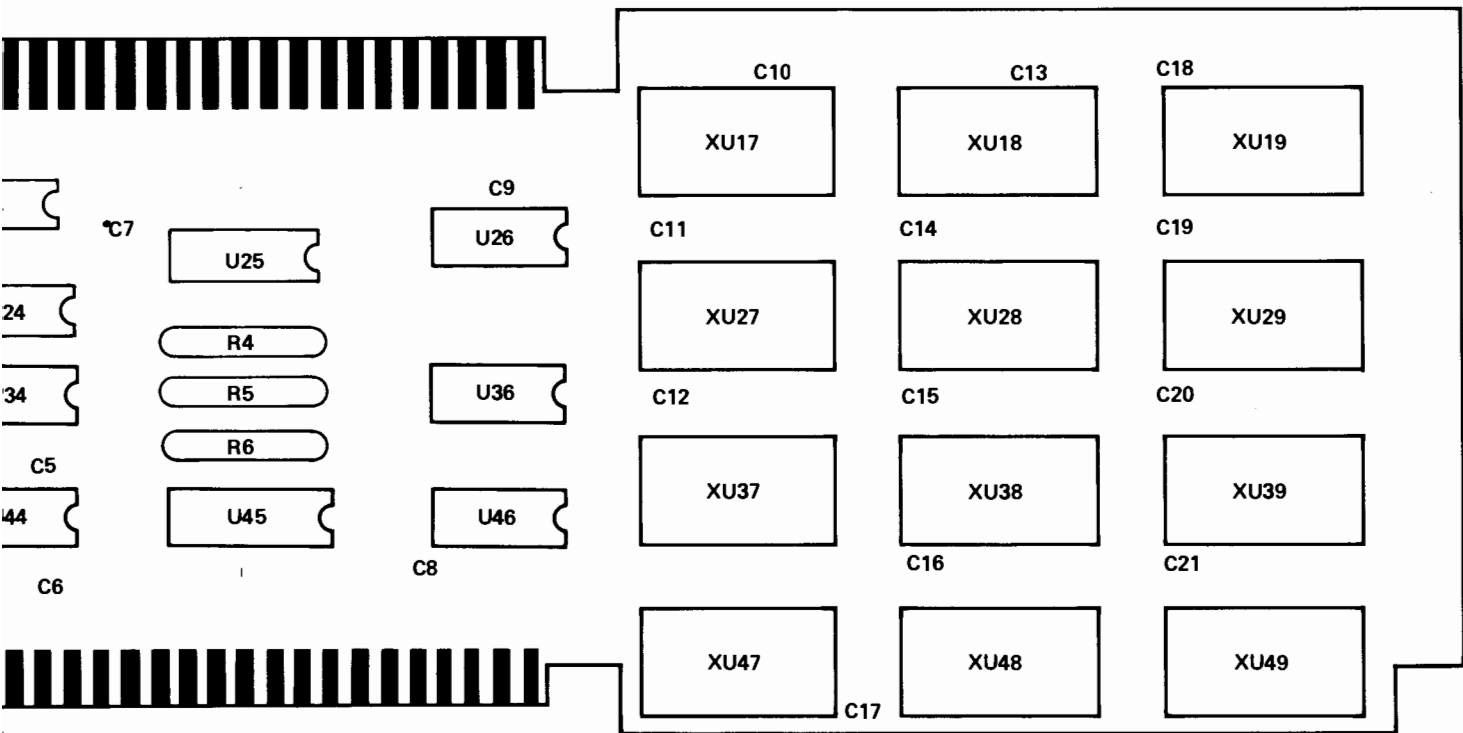 C10 C13 C18
XU17 XU18 XU19
C9
C7 U25 U26 C11 C14 C19
24 R4 XU27 XU28 XU29
34 R5 U36 C12 C15 C20
R6
C5
44 U45 U46 XU37 XU38 XU39
C6 C8 C16 C21
XU47 XU48 XU49
C17